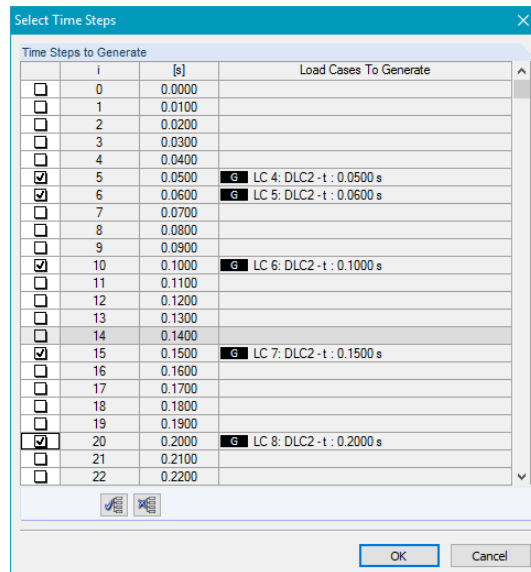 Select Time Steps
Time Steps to Generate
i [s] Load Cases To Generate
0 0.0000
1 0.0100
2 0.0200
3 0.0300
4 0.0400
5 0.0500 G LC 4: DLC2 - t : 0.0500 s
6 0.0600 G LC 5: DLC2 - t : 0.0600 s
7 0.0700
8 0.0800
9 0.0900
10 0.1000 G LC 6: DLC2 - t : 0.1000 s
11 0.1100
12 0.1200
13 0.1300
14 0.1400
15 0.1500 G LC 7: DLC2 - t : 0.1500 s
16 0.1600
17 0.1700
18 0.1800
19 0.1900
20 0.2000 G LC 8: DLC2 - t : 0.2000 s
21 0.2100
22 0.2200
OK Cancel